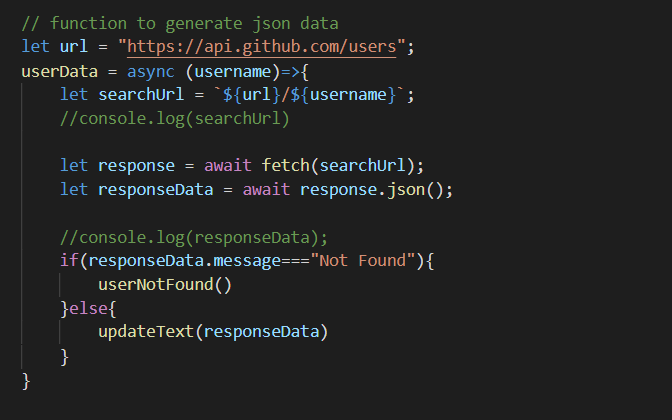 // function to generate json data
let url = "https://api.github.com/users";
userData = async (username)=>{
    let searchUrl = `${url}/${username}`;
    //console.log(searchUrl)

    let response = await fetch(searchUrl);
    let responseData = await response.json();

    //console.log(responseData);
    if(responseData.message==="Not Found"){
        userNotFound()
    }else{
        updateText(responseData)
    }
}